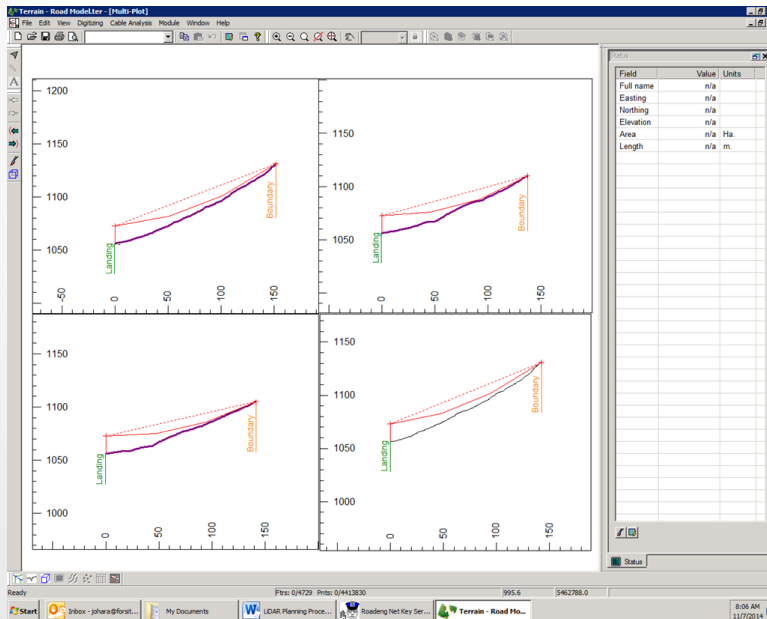 Terrain - Road Model.ter - [Multi-Plot]
File Edit View Digitizing Cable Analysis Module Window Help
Status
Field Value Units
Full name n/a
Easting n/a
Northing n/a
Elevation n/a
Area n/a Ha.
Length n/a m.
1200
1150
1100
1050
Landing
Boundary
-50
0
50
100
150
1150
1100
1050
Landing
Boundary
0
50
100
150
1150
1100
1050
1000
Landing
Boundary
0
50
100
150
1150
1100
1050
1000
Landing
Boundary
0
50
100
150
Status
Ready
Ftrs: 0/4729 Pnts: 0/4413830
995.6
5462788.0
Start
Inbox - johara@forsit...
My Documents
LiDAR Planning Proce...
Roadeng Net Key Ser...
Terrain - Road Mo...
8:06 AM
11/7/2014